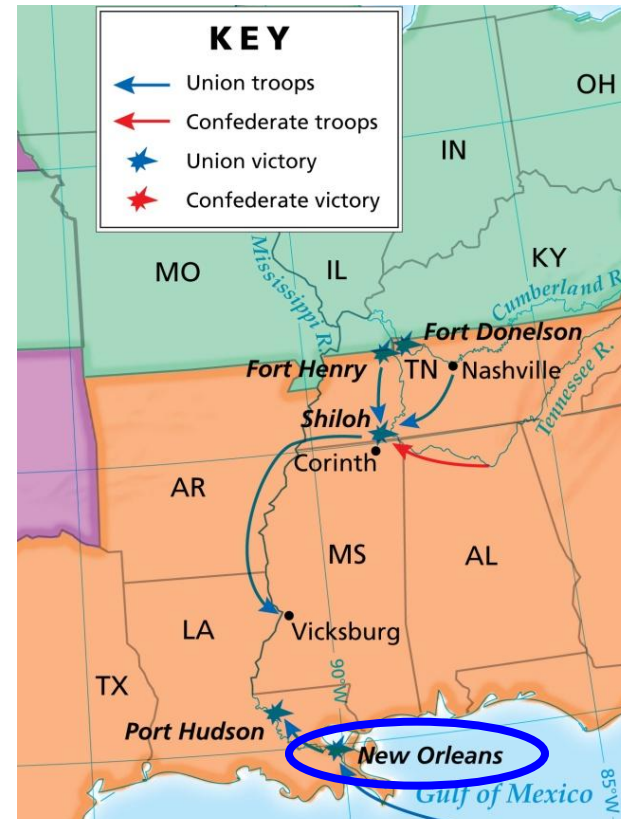 KEY
Union troops
Confederate troops
Union victory
Confederate victory
OH
IN
MO
IL
KY
Mississippi R.
Cumberland R.
Fort Donelson
Fort Henry
TN
Nashville
Tennessee R.
Shiloh
Corinth
AR
MS
AL
LA
Vicksburg
TX
90°W
Port Hudson
New Orleans
Gulf of Mexico
85°W